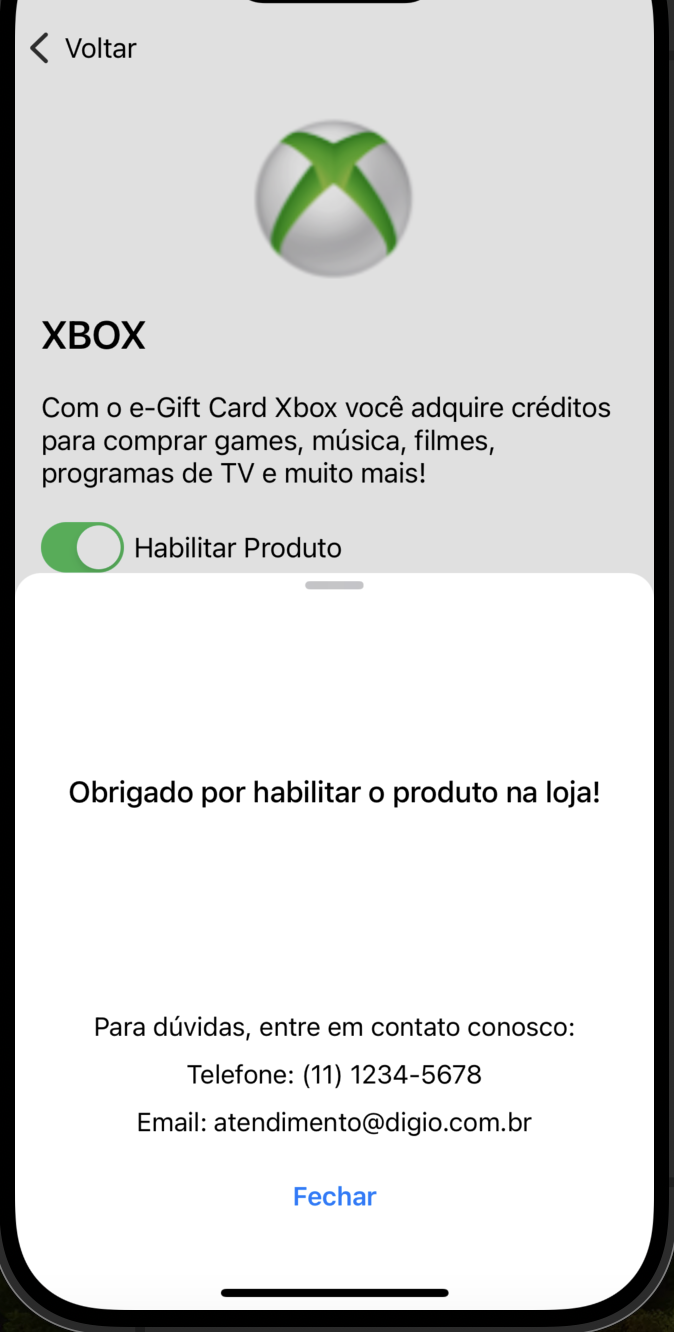 Voltar
XBOX
Com o e-Gift Card Xbox você adquire créditos
para comprar games, música, filmes,
programas de TV e muito mais!
Habilitar Produto
Obrigado por habilitar o produto na loja!
Para dúvidas, entre em contato conosco:
Telefone: (11) 1234-5678
Email: atendimento@digio.com.br
Fechar